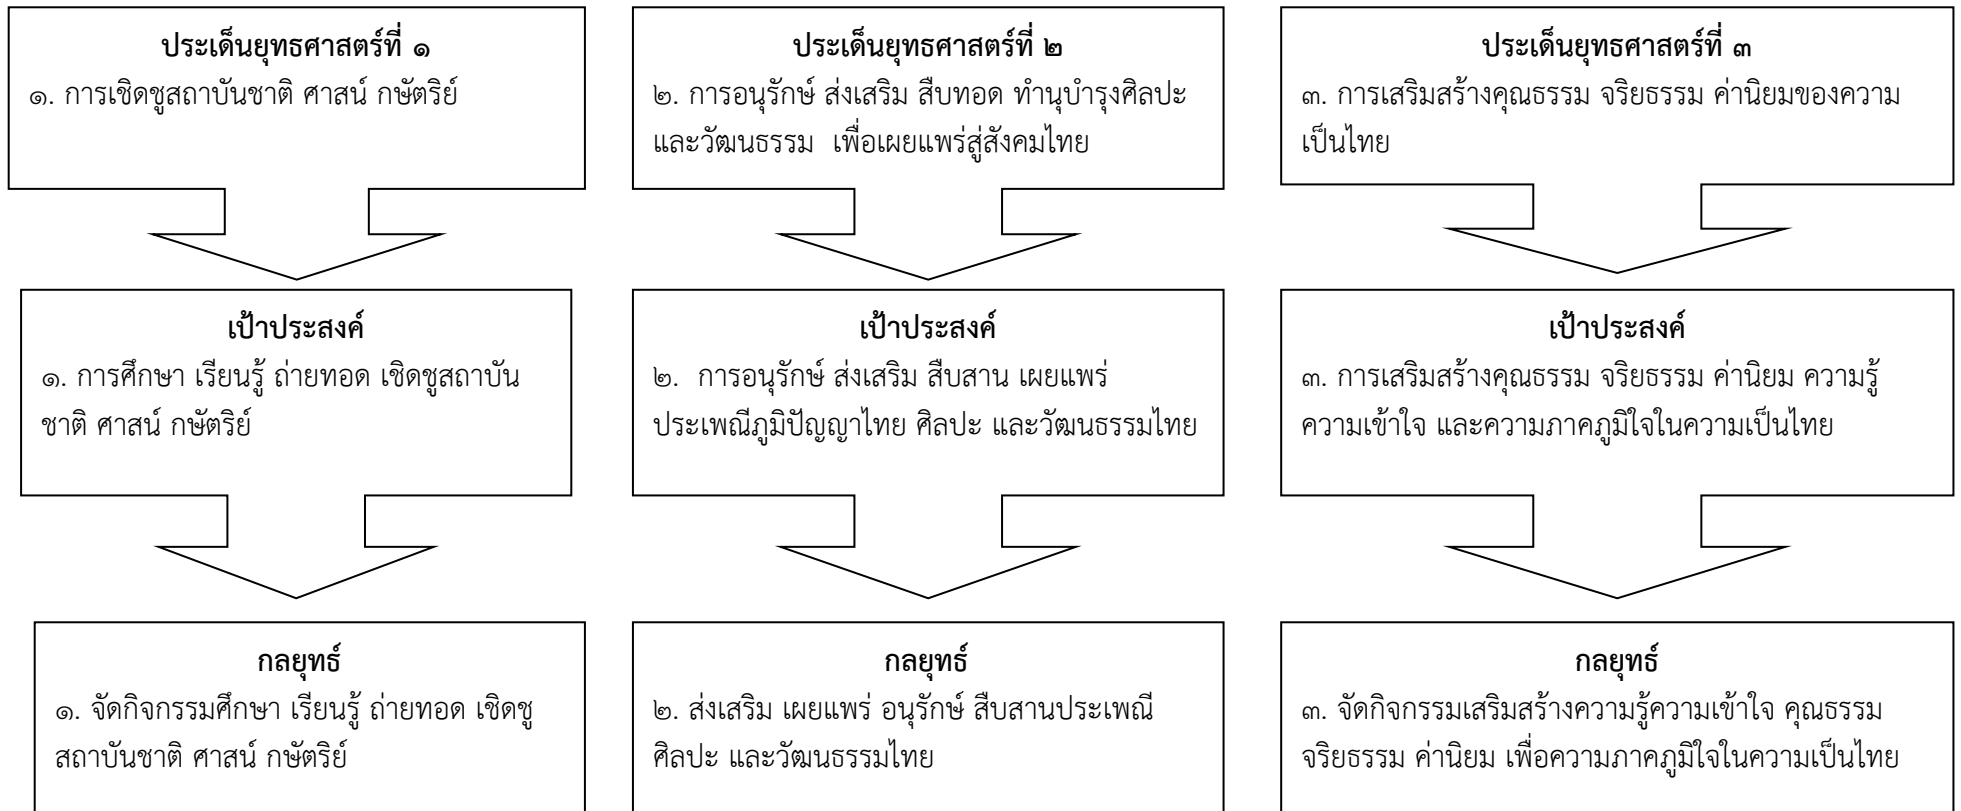 ประเด็นยุทธศาสตร์ที่ ๑
๑. การเชิดชูสถาบันชาติ ศาสน์ กษัตริย์
ประเด็นยุทธศาสตร์ที่ ๒
๒. การอนุรักษ์ ส่งเสริม สืบทอด ทำนุบำรุงศิลปะ
และวัฒนธรรม เพื่อเผยแพร่สู่สังคมไทย
ประเด็นยุทธศาสตร์ที่ ๓
๓. การเสริมสร้างคุณธรรม จริยธรรม ค่านิยมของความ
เป็นไทย
เป้าประสงค์
๑. การศึกษา เรียนรู้ ถ่ายทอด เชิดชูสถาบัน
ชาติ ศาสน์ กษัตริย์
เป้าประสงค์
๒. การอนุรักษ์ ส่งเสริม สืบสาน เผยแพร่
ประเพณีภูมิปัญญาไทย ศิลปะ และวัฒนธรรมไทย
เป้าประสงค์
๓. การเสริมสร้างคุณธรรม จริยธรรม ค่านิยม ความรู้
ความเข้าใจ และความภาคภูมิใจในความเป็นไทย
กลยุทธ์
๑. จัดกิจกรรมศึกษา เรียนรู้ ถ่ายทอด เชิดชู
สถาบันชาติ ศาสน์ กษัตริย์
กลยุทธ์
๒. ส่งเสริม เผยแพร่ อนุรักษ์ สืบสานประเพณี
ศิลปะ และวัฒนธรรมไทย
กลยุทธ์
๓. จัดกิจกรรมเสริมสร้างความรู้ความเข้าใจ คุณธรรม
จริยธรรม ค่านิยม เพื่อความภาคภูมิใจในความเป็นไทย